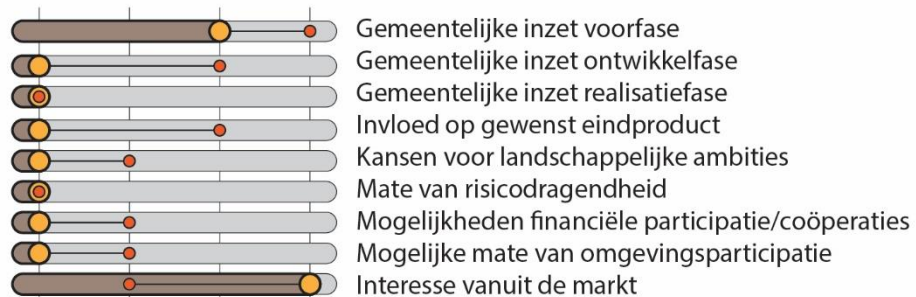 Gemeentelijke inzet voorfase
Gemeentelijke inzet ontwikkelfase
Gemeentelijke inzet realisatiefase
Invloed op gewenst eindproduct
Kansen voor landschappelijke ambities
Mate van risicodragendheid
Mogelijkheden financiële participatie/coöperaties
Mogelijke mate van omgevingsparticipatie
Interesse vanuit de markt